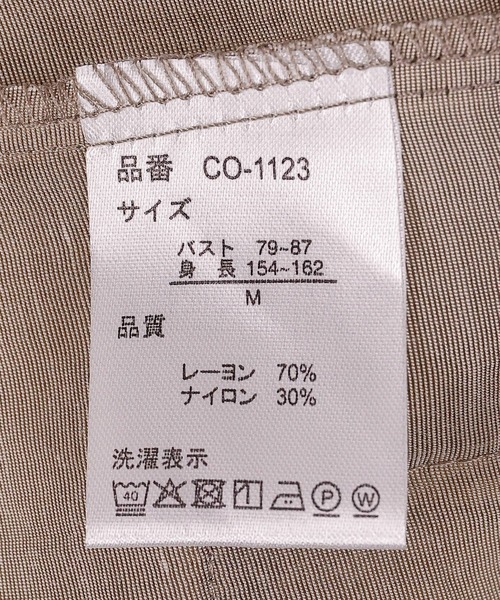 品番 CO-1123
サイズ
バスト 79~87
身長 154~162
M
品質
レーヨン 70%
ナイロン 30%
洗濯表示
40 P W